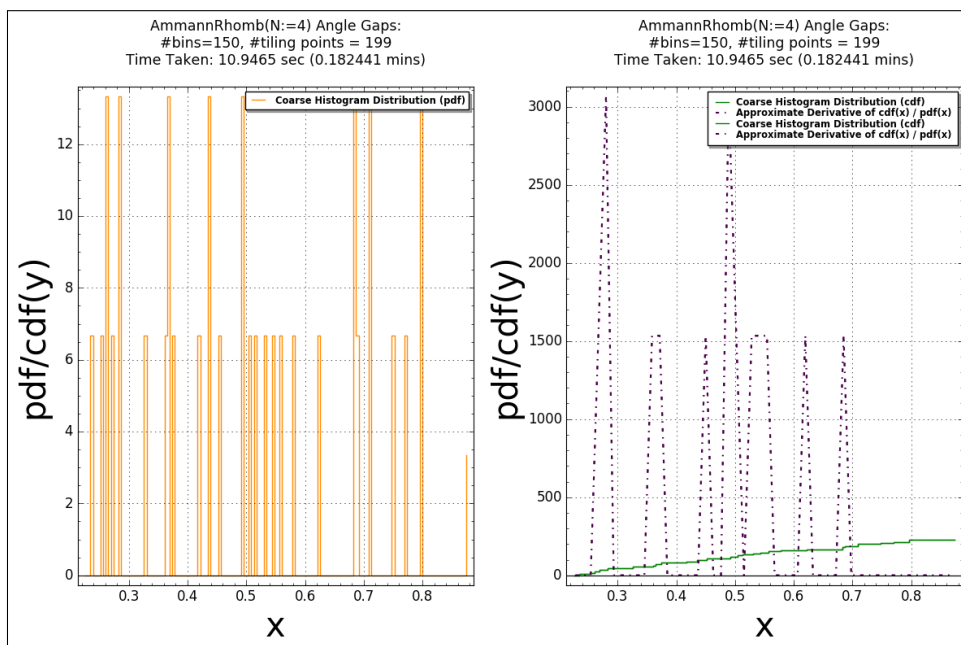 AmmannRhomb(N:=4) Angle Gaps:
#bins=150, #tiling points = 199
Time Taken: 10.9465 sec (0.182441 mins)
Coarse Histogram Distribution (pdf)
12
10
8
6
4
2
0
pdf/cdf(y)
0.3 0.4 0.5 0.6 0.7 0.8
x
AmmannRhomb(N:=4) Angle Gaps:
#bins=150, #tiling points = 199
Time Taken: 10.9465 sec (0.182441 mins)
Coarse Histogram Distribution (cdf)
Approximate Derivative of cdf(x) / pdf(x)
Coarse Histogram Distribution (cdf)
Approximate Derivative of cdf(x) / pdf(x)
3000
2500
2000
1500
1000
500
0
pdf/cdf(y)
0.3 0.4 0.5 0.6 0.7 0.8
x